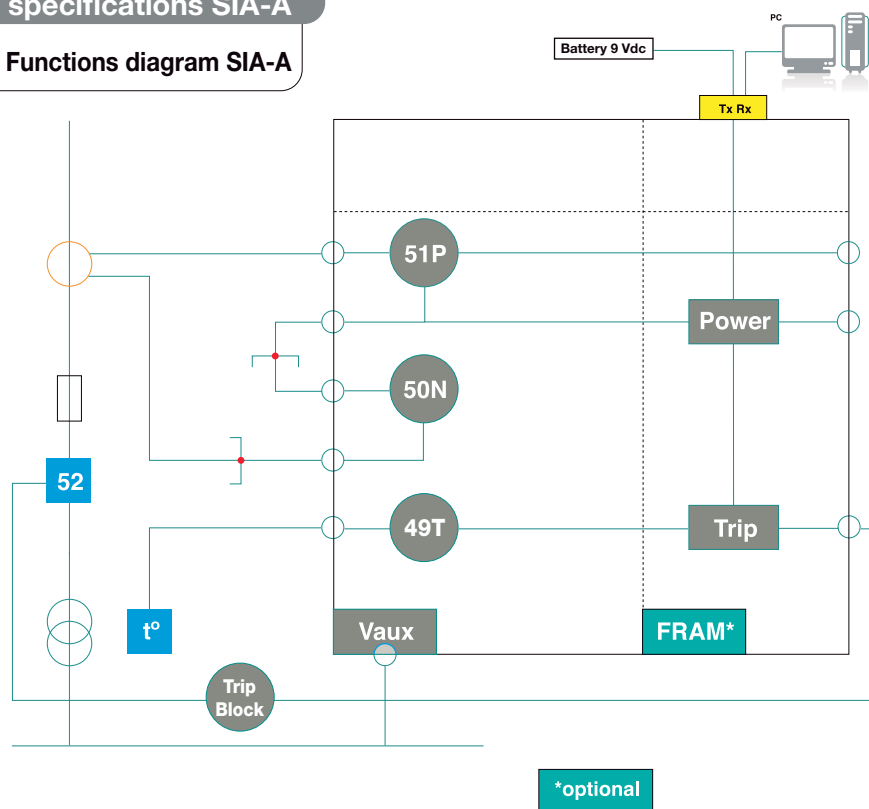 specifications SIA-A
Functions diagram SIA-A
PC
Battery 9 Vdc
Tx Rx
51P
Power
50N
52
49T
Trip
t°
Vaux
FRAM*
Trip
Block
*optional